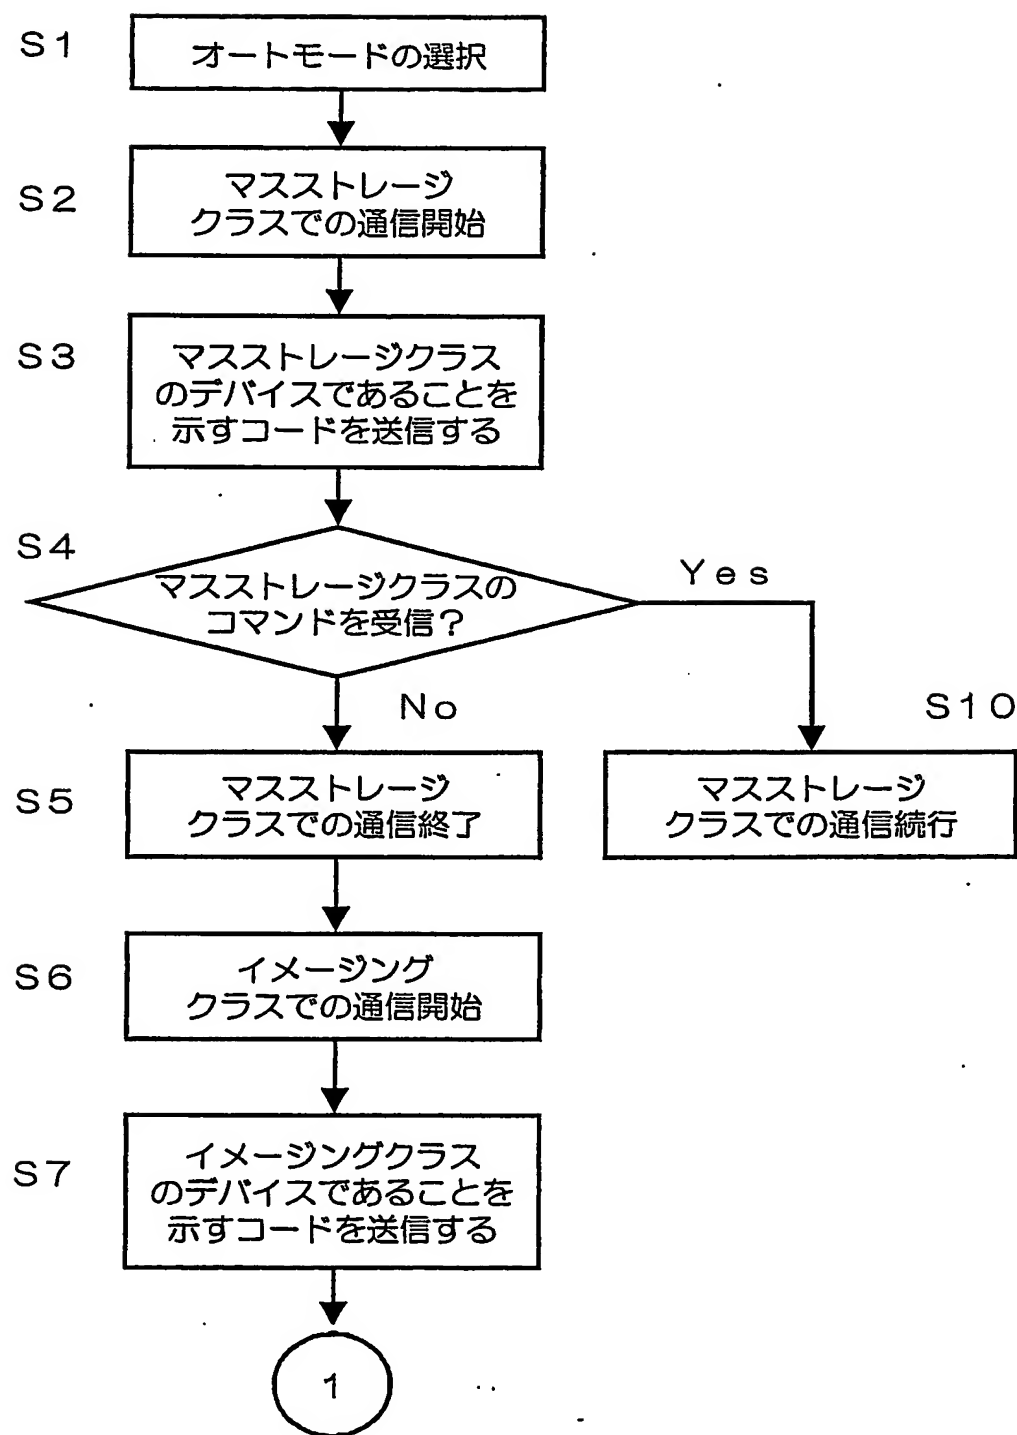 S1
オートモードの選択
S2
マスストレージ
クラスでの通信開始
S3
マスストレージクラス
のデバイスであることを
示すコードを送信する
S4
マスストレージクラスの
コマンドを受信?
Yes
No
S10
S5
マスストレージ
クラスでの通信終了
マスストレージ
クラスでの通信続行
S6
イメージング
クラスでの通信開始
S7
イメージングクラス
のデバイスであることを
示すコードを送信する
1